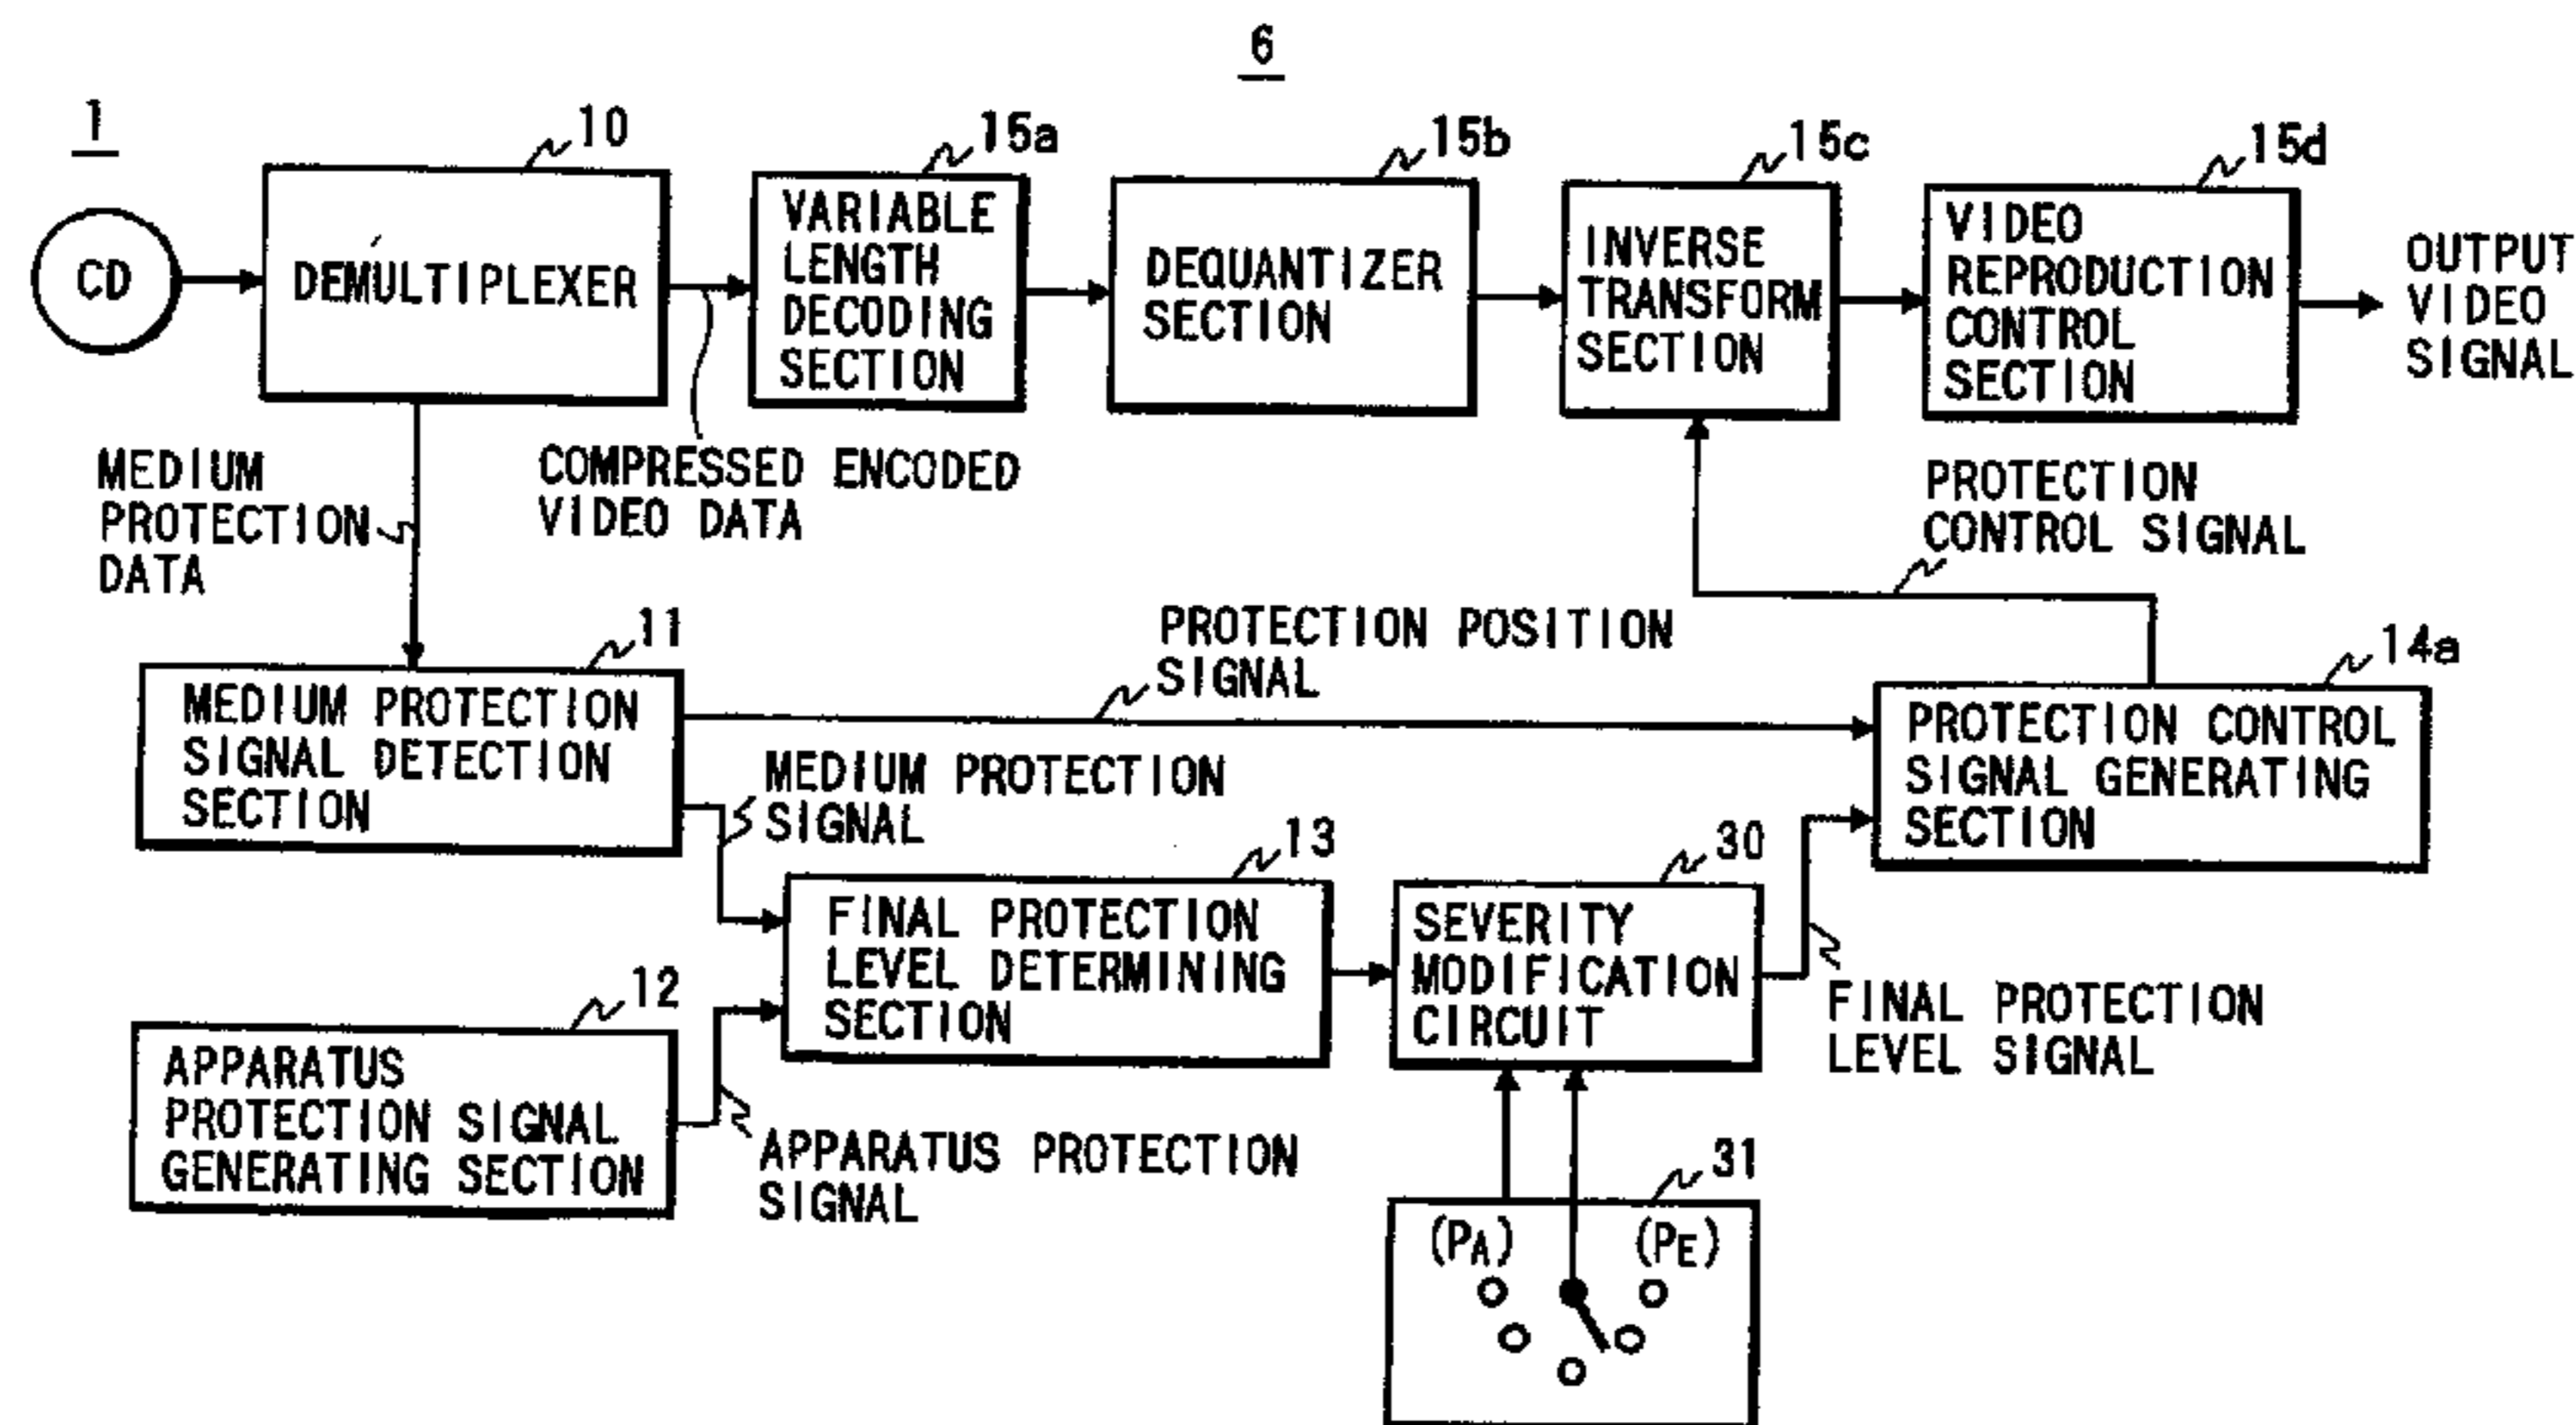 6
1
10
15a
15b
15c
15d
CD
DEMULTIPLEXER
VARIABLE
LENGTH
DECODING
SECTION
DEQUANTIZER
SECTION
INVERSE
TRANSFORM
SECTION
VIDEO
REPRODUCTION
CONTROL
SECTION
OUTPUT
VIDEO
SIGNAL
MEDIUM
PROTECTION
DATA
COMPRESSED ENCODED
VIDEO DATA
PROTECTION
CONTROL SIGNAL
11
MEDIUM PROTECTION
SIGNAL DETECTION
SECTION
PROTECTION POSITION
SIGNAL
14a
PROTECTION CONTROL
SIGNAL GENERATING
SECTION
MEDIUM PROTECTION
SIGNAL
13
FINAL PROTECTION
LEVEL DETERMINING
SECTION
30
SEVERITY
MODIFICATION
CIRCUIT
FINAL PROTECTION
LEVEL SIGNAL
12
APPARATUS
PROTECTION SIGNAL
GENERATING SECTION
APPARATUS PROTECTION
SIGNAL
31
(PA) (PE)